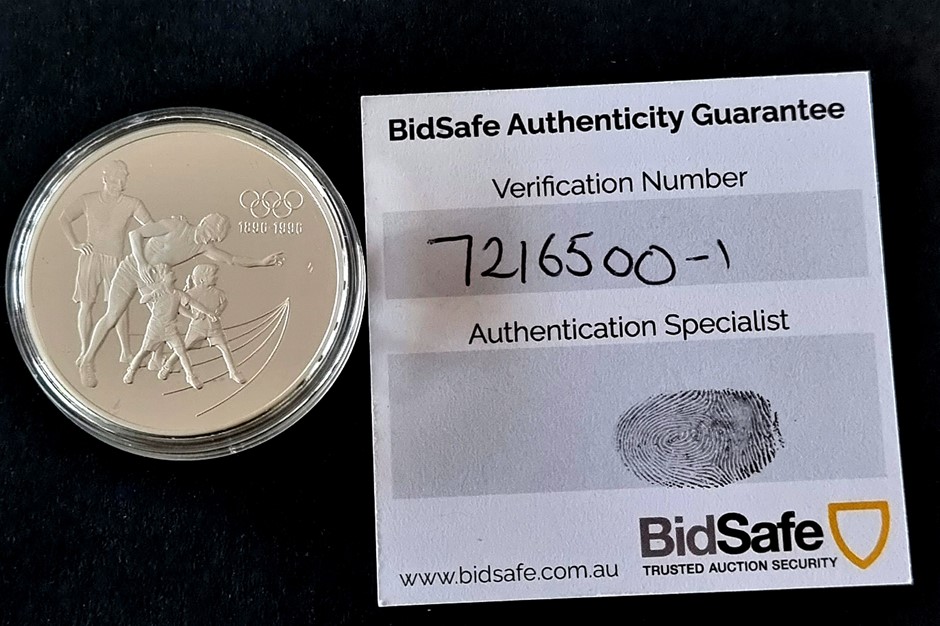 1896-1996
BidSafe Authenticity Guarantee
Verification Number
7216500-1
Authentication Specialist
BidSafe
TRUSTED AUCTION SECURITY
www.bidsafe.com.au